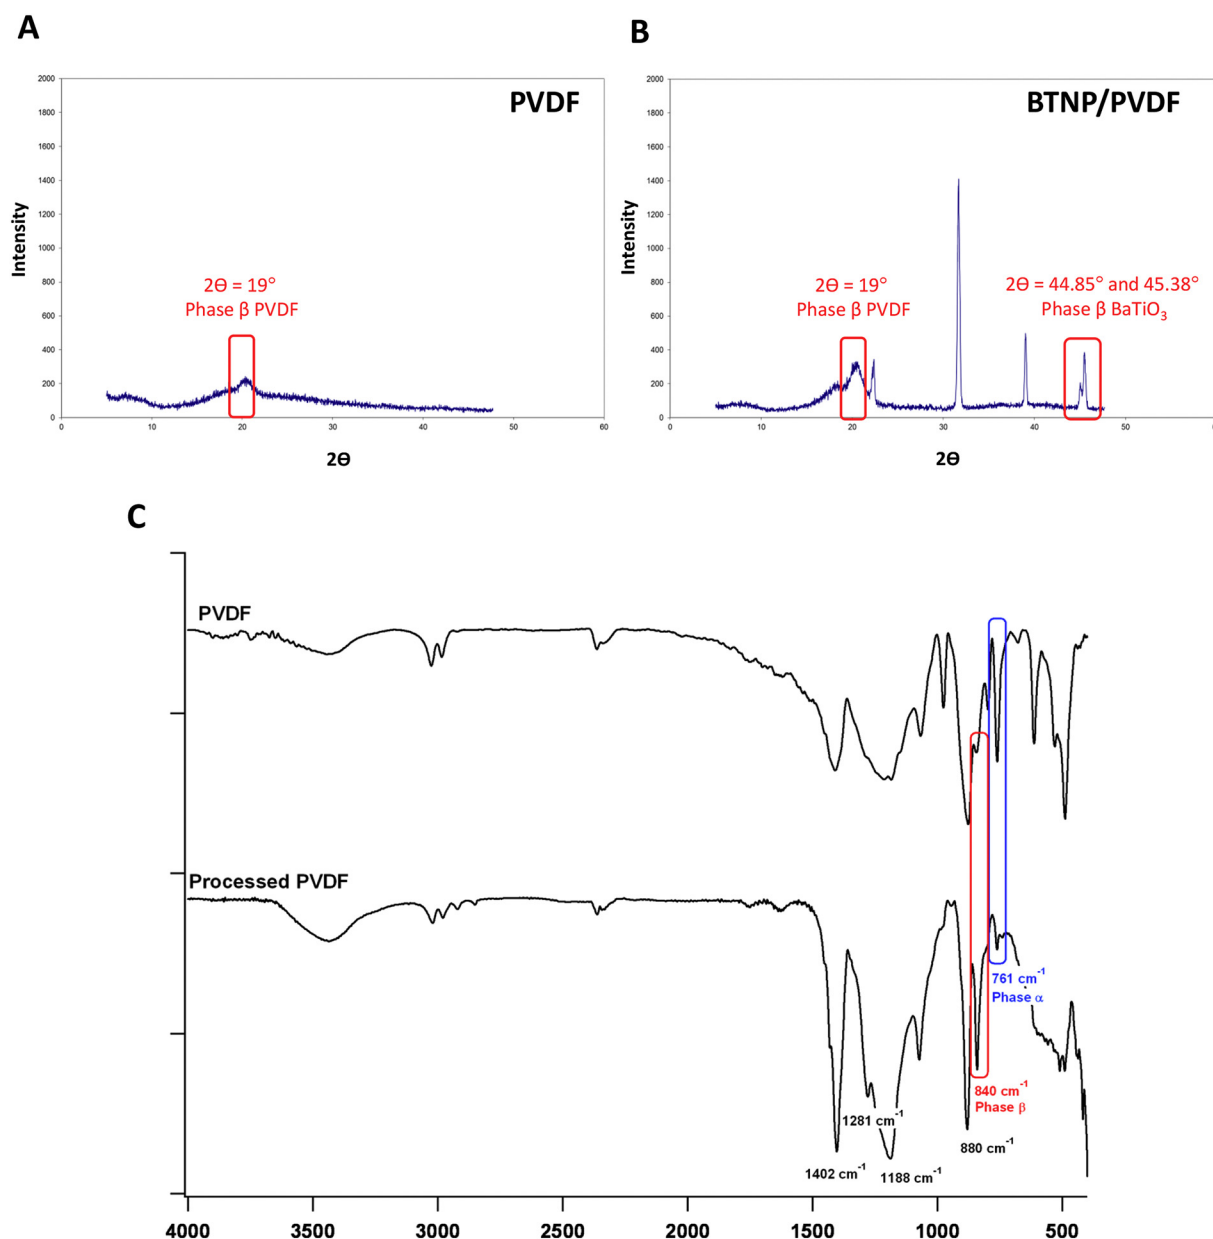 A
B
PVDF
BTNP/PVDF
2000
1800
1600
1400
1200
1000
800
600
400
200
0
Intensity
2Θ = 19°
Phase β PVDF
0 10 20 30 40 50 60
2Θ
2000
1800
1600
1400
1200
1000
800
600
400
200
0
Intensity
2Θ = 19°
Phase β PVDF
2Θ = 44.85° and 45.38°
Phase β BaTiO₃
0 10 20 30 40 50
2Θ
C
PVDF
Processed PVDF
761 cm⁻¹
Phase α
840 cm⁻¹
Phase β
1281 cm⁻¹
880 cm⁻¹
1402 cm⁻¹
1188 cm⁻¹
4000 3500 3000 2500 2000 1500 1000 500